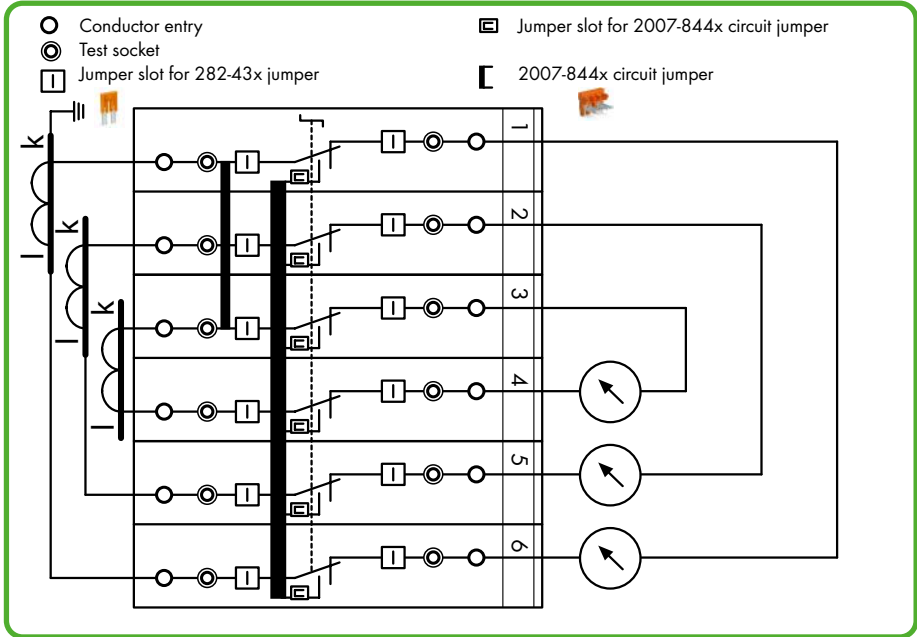 Conductor entry
Test socket
Jumper slot for 282-43x jumper
Jumper slot for 2007-844x circuit jumper
2007-844x circuit jumper
k
l
k
l
k
l
1
2
3
4
5
6